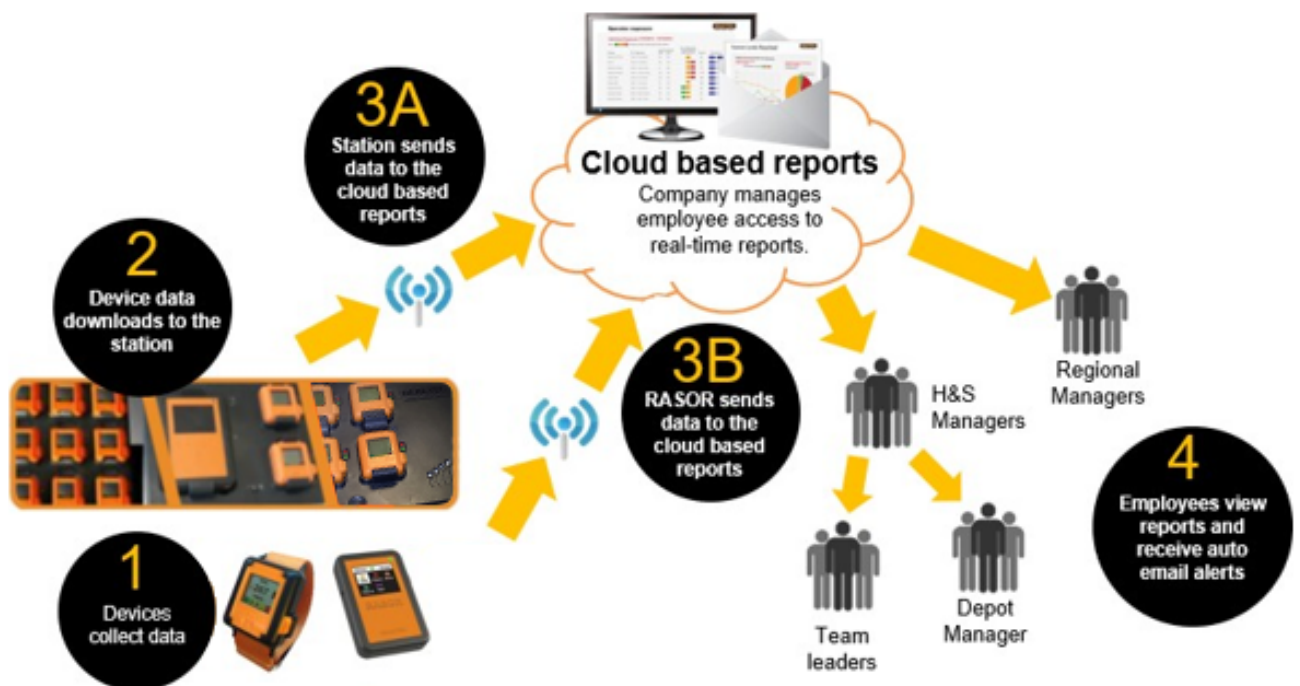 3A
Station sends
data to the
cloud based
reports
Cloud based reports
Company manages
employee access to
real-time reports.
2
Device data
downloads to the
station
3B
RASOR sends
data to the
cloud based
reports
Regional
Managers
H&S
Managers
4
Employees view
reports and
receive auto
email alerts
1
Devices
collect data
Team
leaders
Depot
Manager